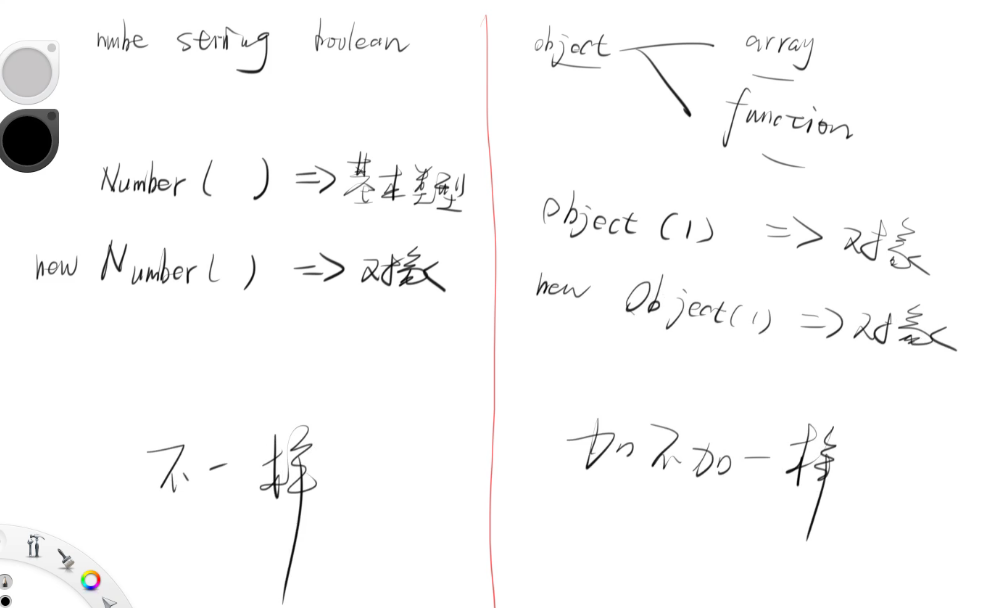 numbe string boolean
Number ( ) => 基本类型
new Number ( ) => 对象
不一样
object array
function
Object (1) => 对象
new Object (1) => 对象
加不加一样